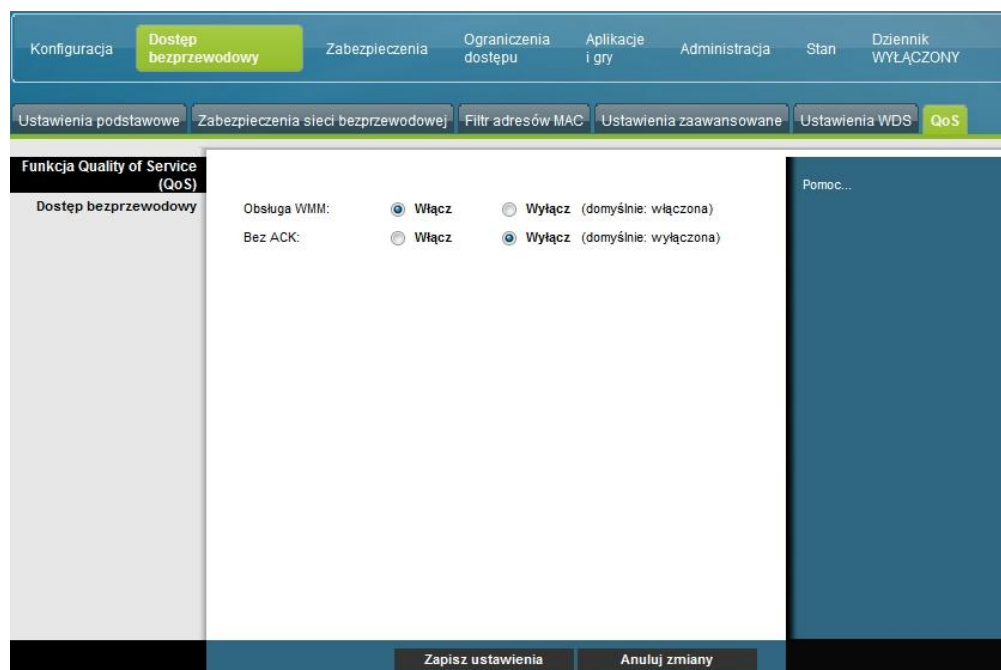 Konfiguracja
Dostęp
bezprzewodowy
Zabezpieczenia
Ograniczenia
dostępu
Aplikacje
i gry
Administracja
Stan
Dziennik
WYŁĄCZONY
Ustawienia podstawowe
Zabezpieczenia sieci bezprzewodowej
Filtr adresów MAC
Ustawienia zaawansowane
Ustawienia WDS
QoS
Funkcja Quality of Service
(QoS)
Dostęp bezprzewodowy
Obsługa WMM: Włącz Wyłącz (domyślnie: włączona)
Bez ACK: Włącz Wyłącz (domyślnie: wyłączona)
Pomoc...
Zapisz ustawienia
Anuluj zmiany